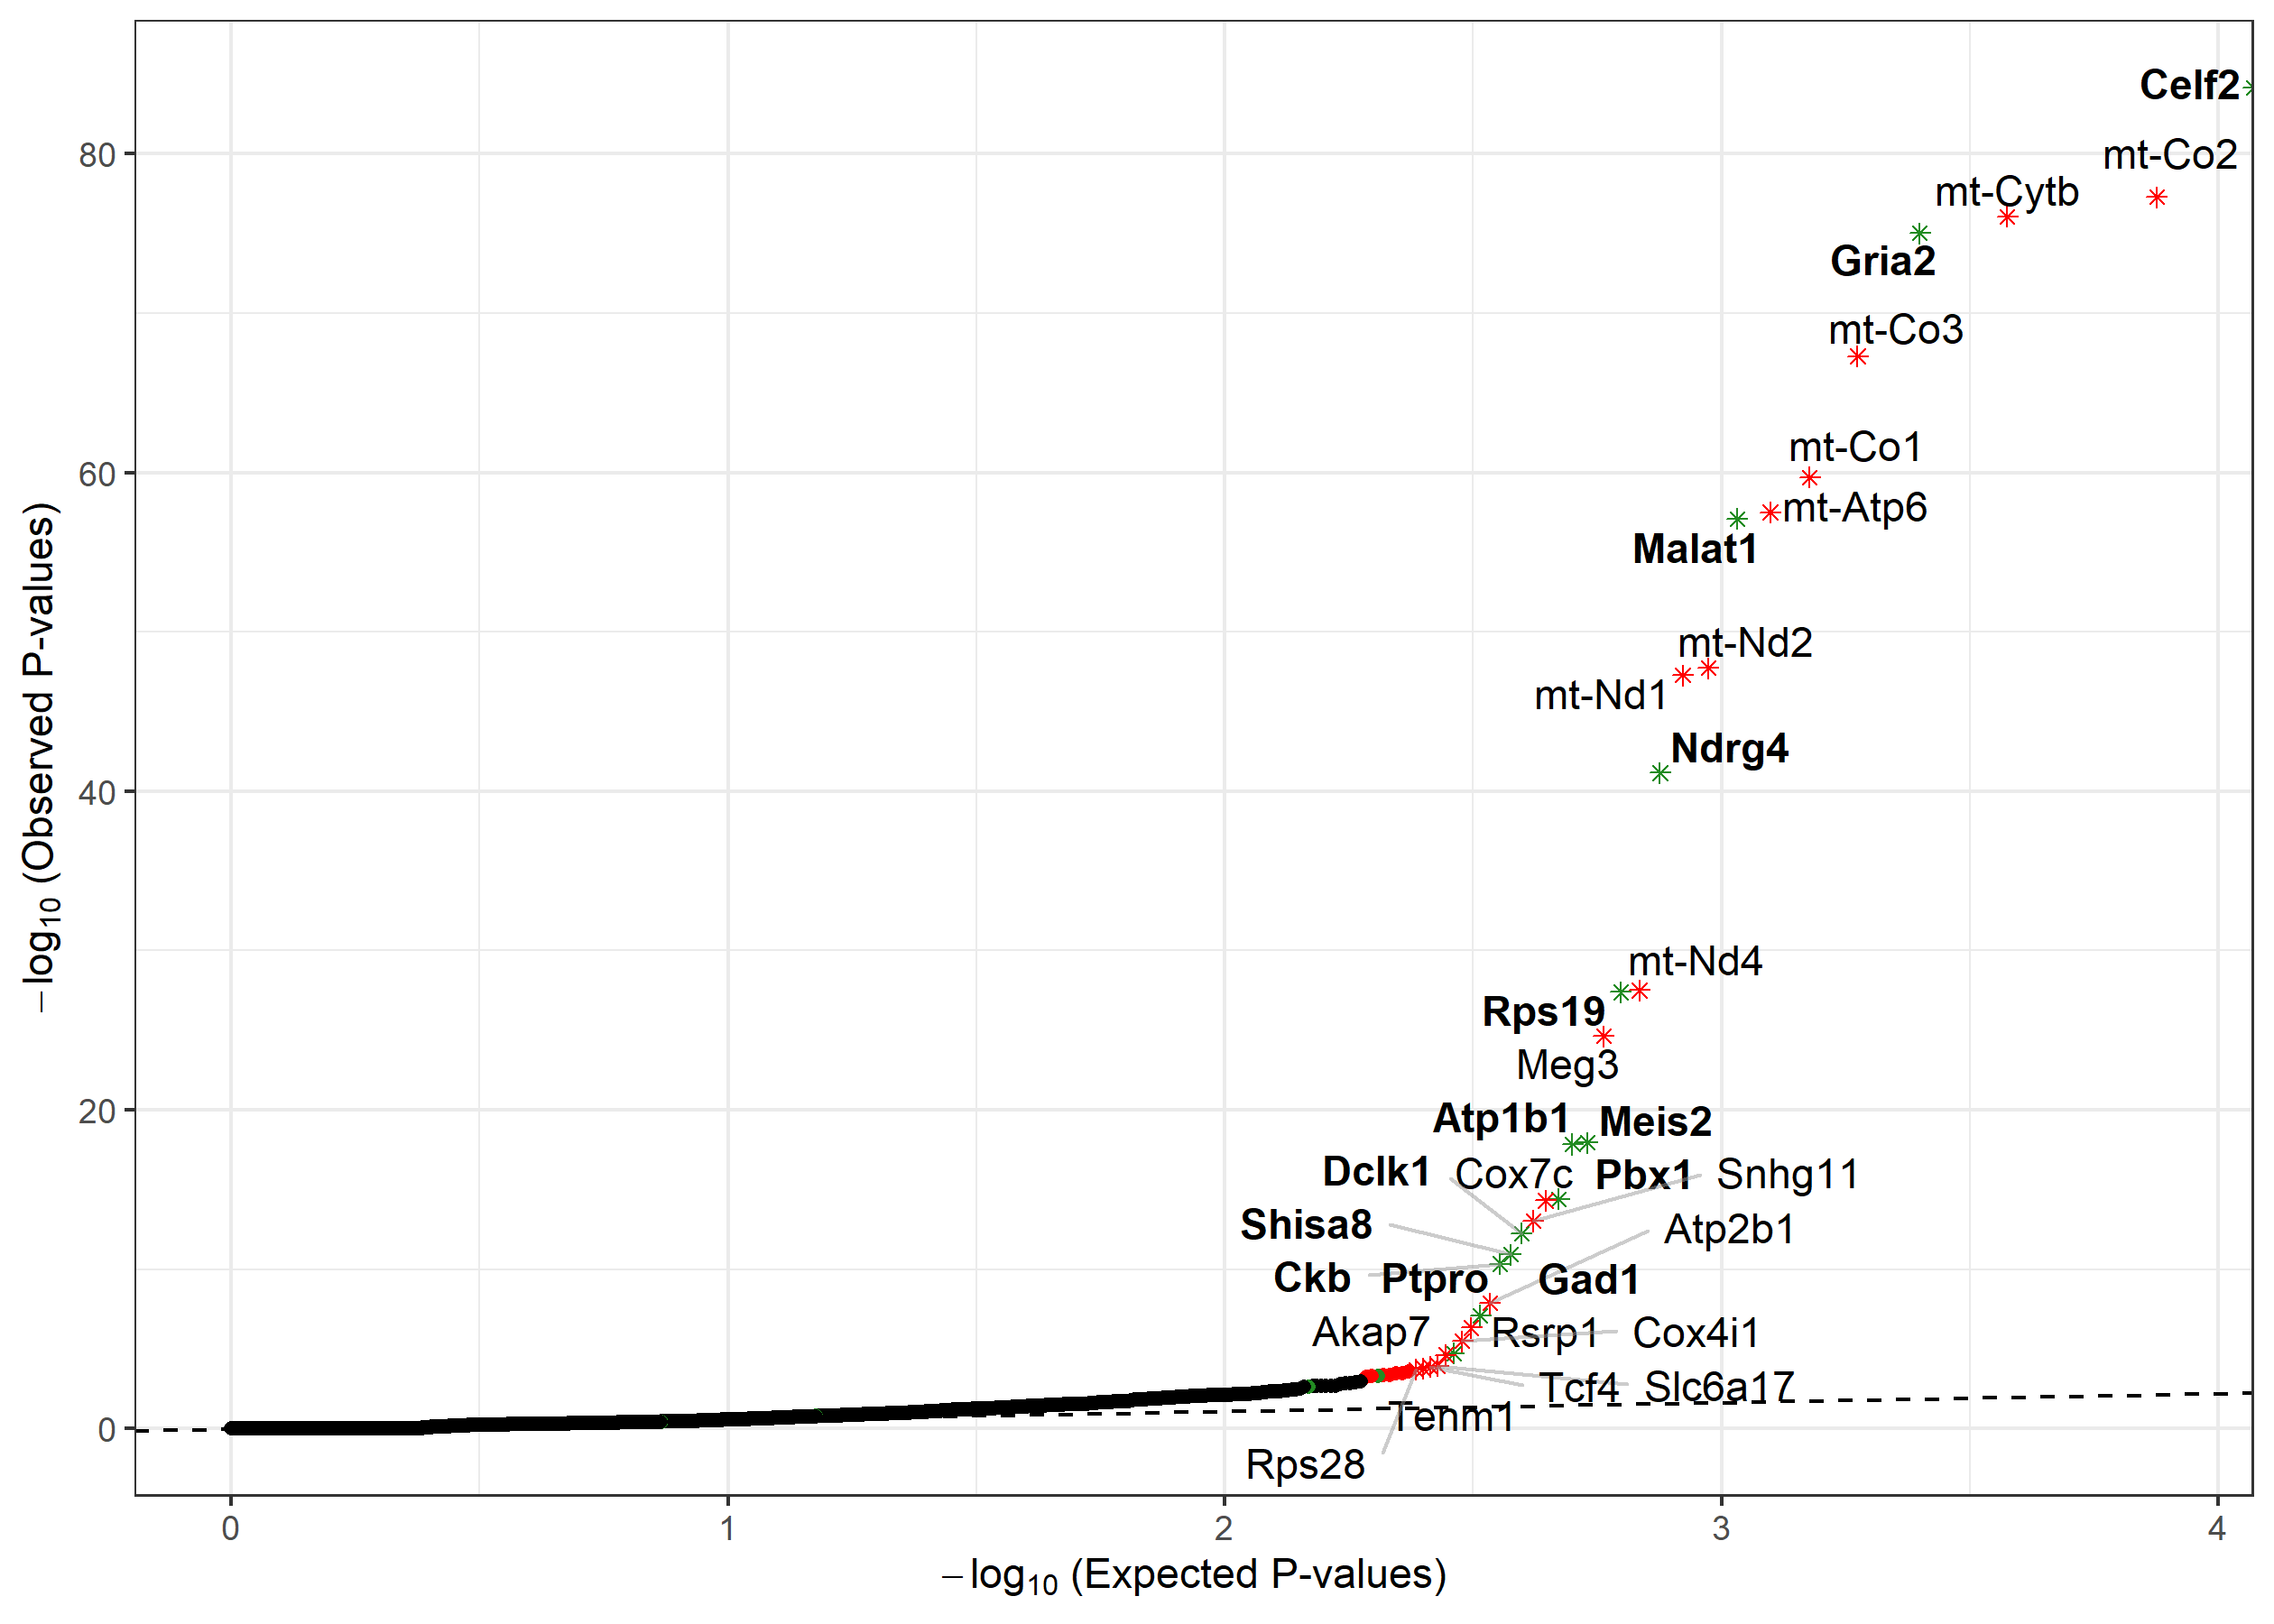 Celf2
80
mt-Co2
mt-Cytb
Gria2
mt-Co3
mt-Co1
60
mt-Atp6
Malat1
mt-Nd2
mt-Nd1
Ndrg4
40
mt-Nd4
Rps19
Meg3
20
Atp1b1 Meis2
Dclk1 Cox7c Pbx1 Snhg11
Shisa8 Atp2b1
Ckb Ptpro Gad1
Akap7 Rsrp1 Cox4i1
Tcf4 Slc6a17
Tenm1
0
Rps28
0 1 2 3 4
−log10 (Expected P-values)
−log10 (Observed P-values)